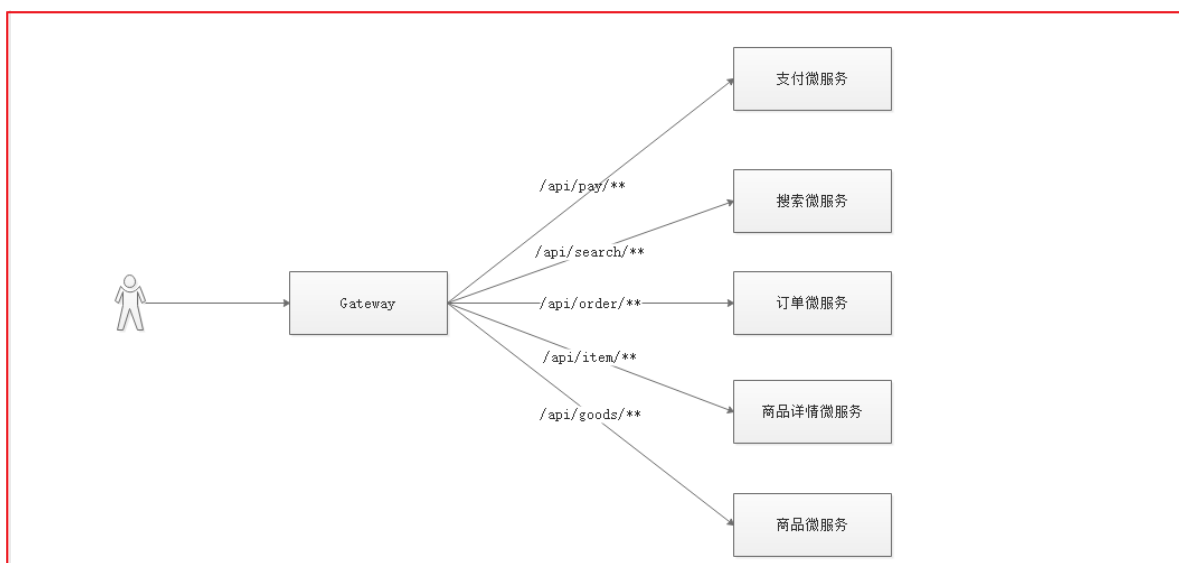 支付微服务
/api/pay/**
搜索微服务
/api/search/**
Gateway
/api/order/**
订单微服务
/api/item/**
商品详情微服务
/api/goods/**
商品微服务